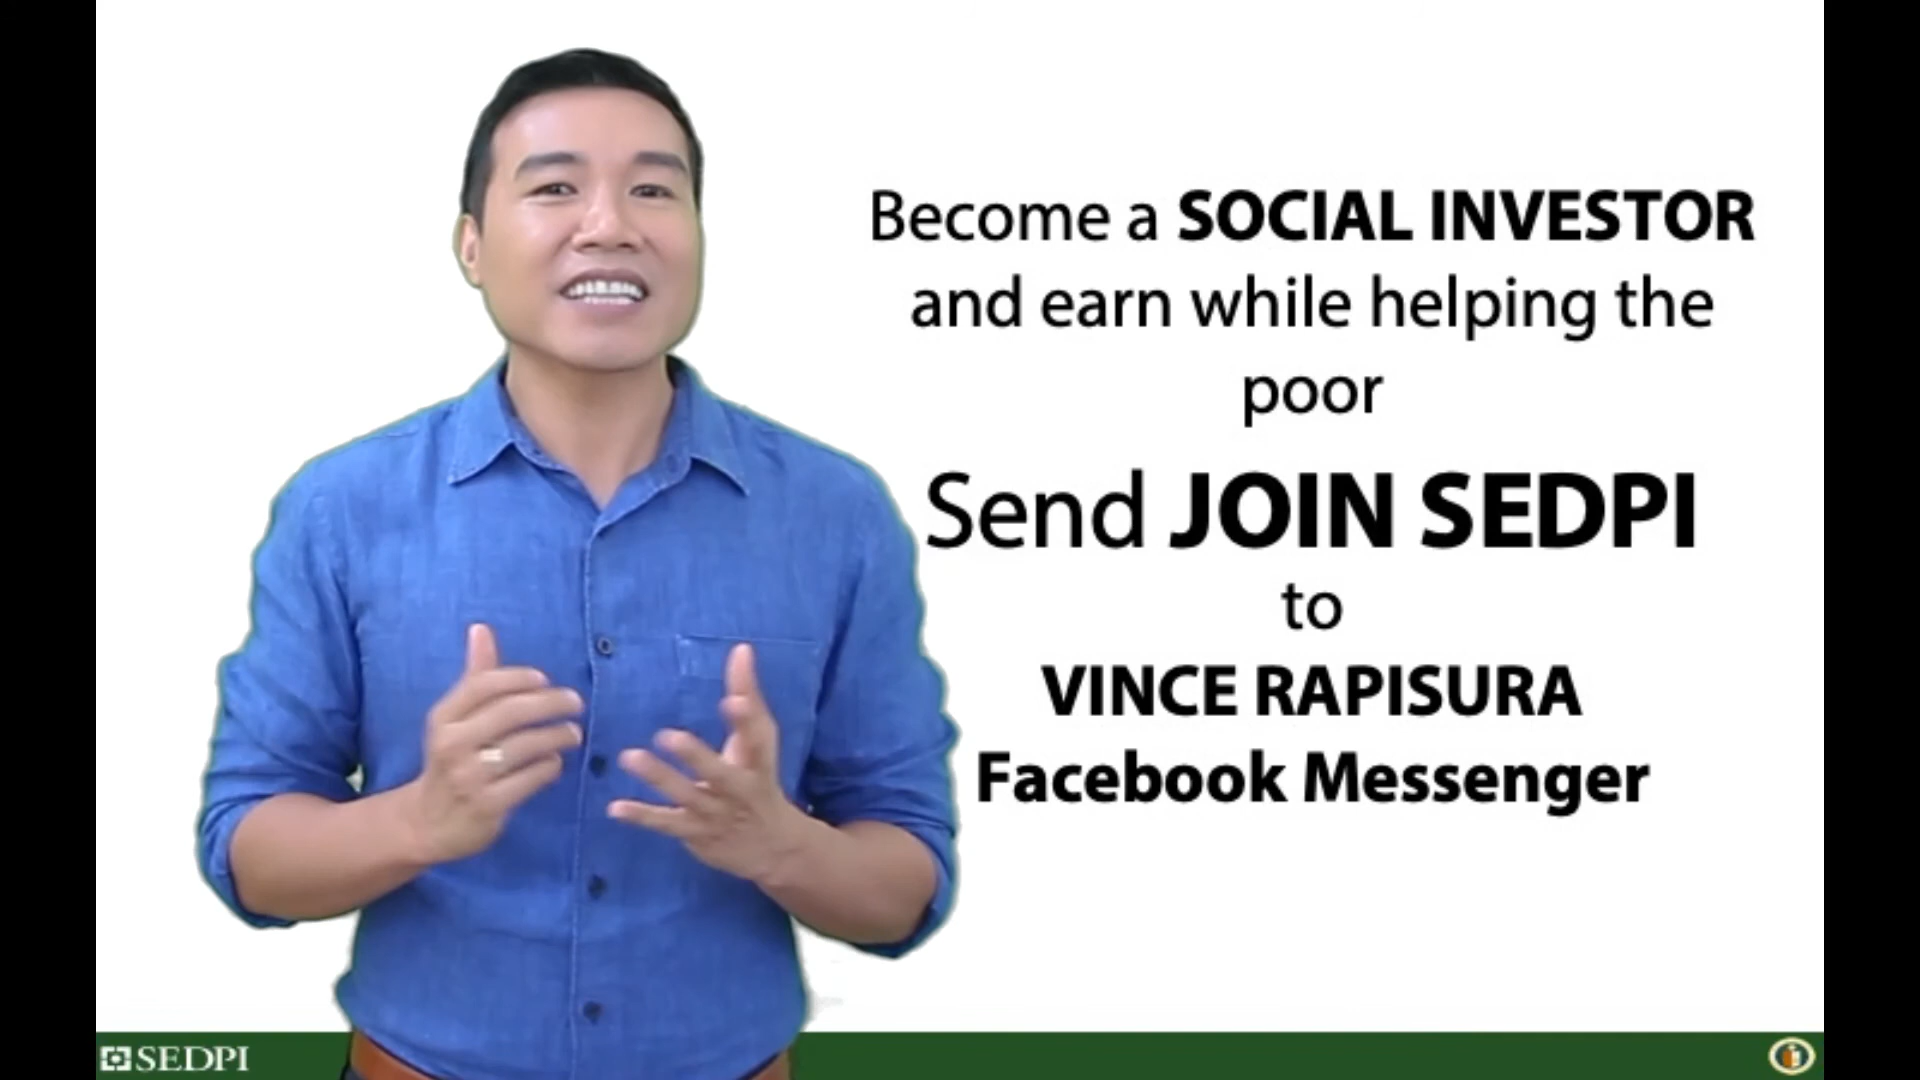 Become a SOCIAL INVESTOR
and earn while helping the
poor
Send JOIN SEDPI
to
VINCE RAPISURA
Facebook Messenger
SEDPI